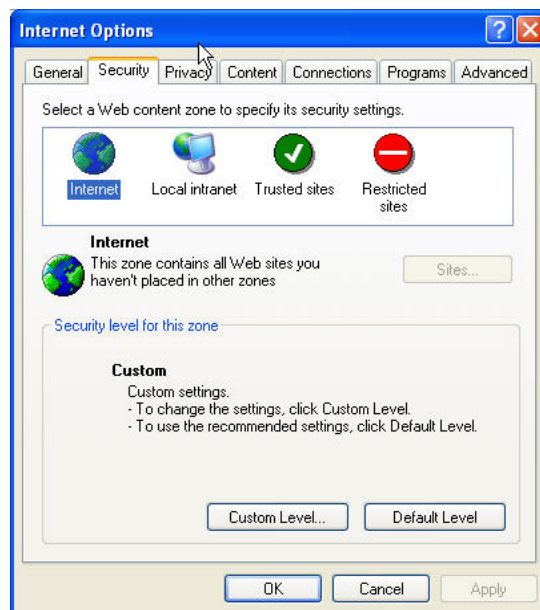 Internet Options
General Security Privacy Content Connections Programs Advanced
Select a Web content zone to specify its security settings.
Internet Local intranet Trusted sites Restricted sites
Internet
This zone contains all Web sites you
haven't placed in other zones
Sites...
Security level for this zone
Custom
Custom settings.
- To change the settings, click Custom Level.
- To use the recommended settings, click Default Level.
Custom Level... Default Level
OK Cancel Apply